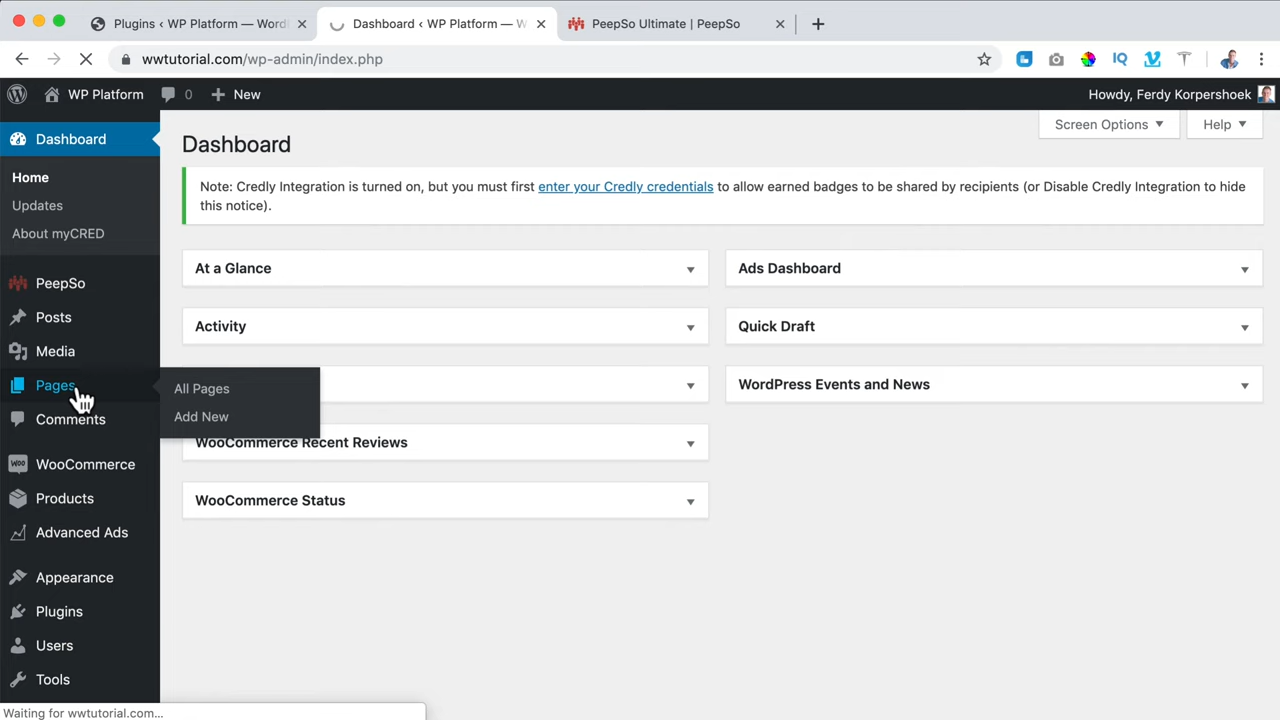 Plugins ‹ WP Platform — Word
Dashboard ‹ WP Platform — W
PeepSo Ultimate | PeepSo
wwtutorial.com/wp-admin/index.php
IQ
WP Platform
0
New
Howdy, Ferdy Korpershoek
Dashboard
Home
Updates
About myCRED
PeepSo
Posts
Media
Pages
Comments
WooCommerce
Products
Advanced Ads
Appearance
Plugins
Users
Tools
All Pages
Add New
Screen Options
Help
Dashboard
Note: Credly Integration is turned on, but you must first enter your Credly credentials to allow earned badges to be shared by recipients (or Disable Credly Integration to hide
this notice).
At a Glance
Activity
WooCommerce Recent Reviews
WooCommerce Status
Ads Dashboard
Quick Draft
WordPress Events and News
Waiting for wwtutorial.com...